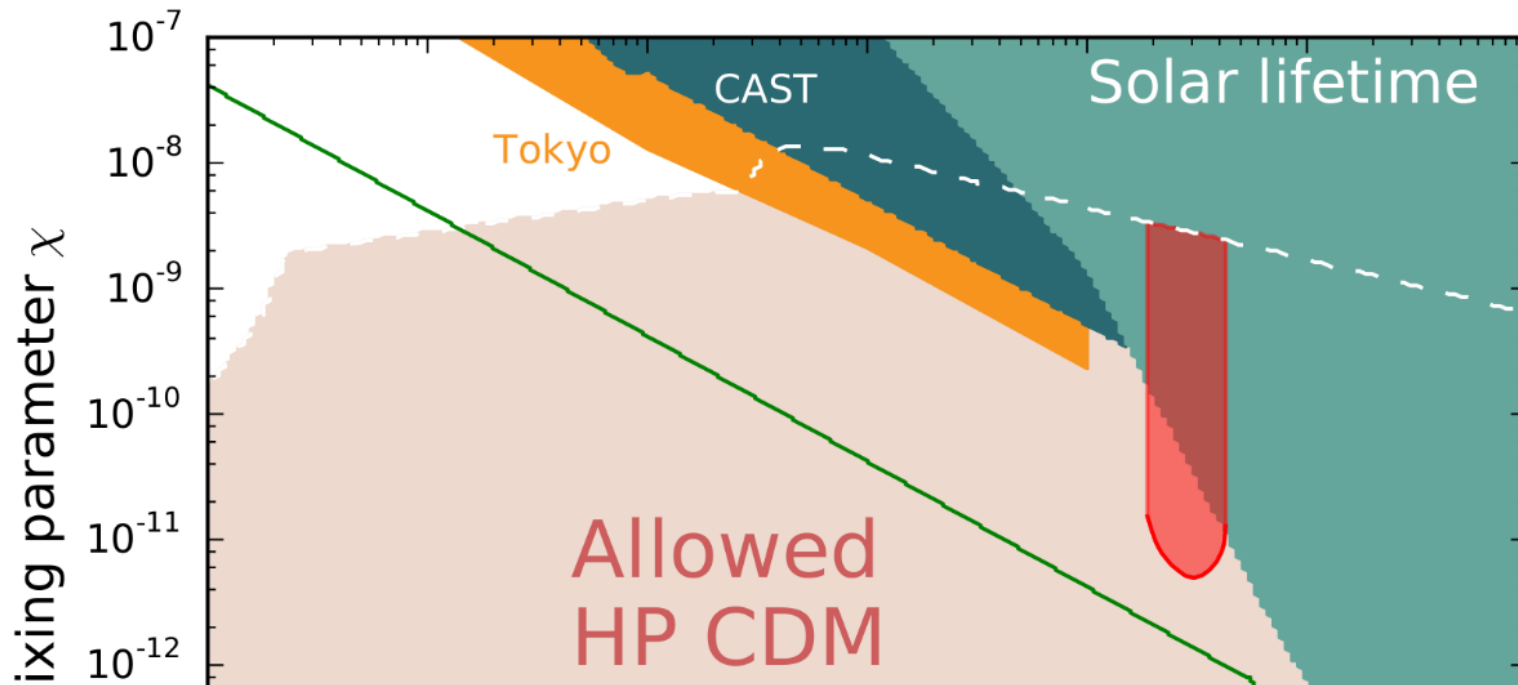 10⁻⁷
10⁻⁸
10⁻⁹
10⁻¹⁰
10⁻¹¹
10⁻¹²
ixing parameter χ
CAST
Solar lifetime
Tokyo
Allowed
HP CDM